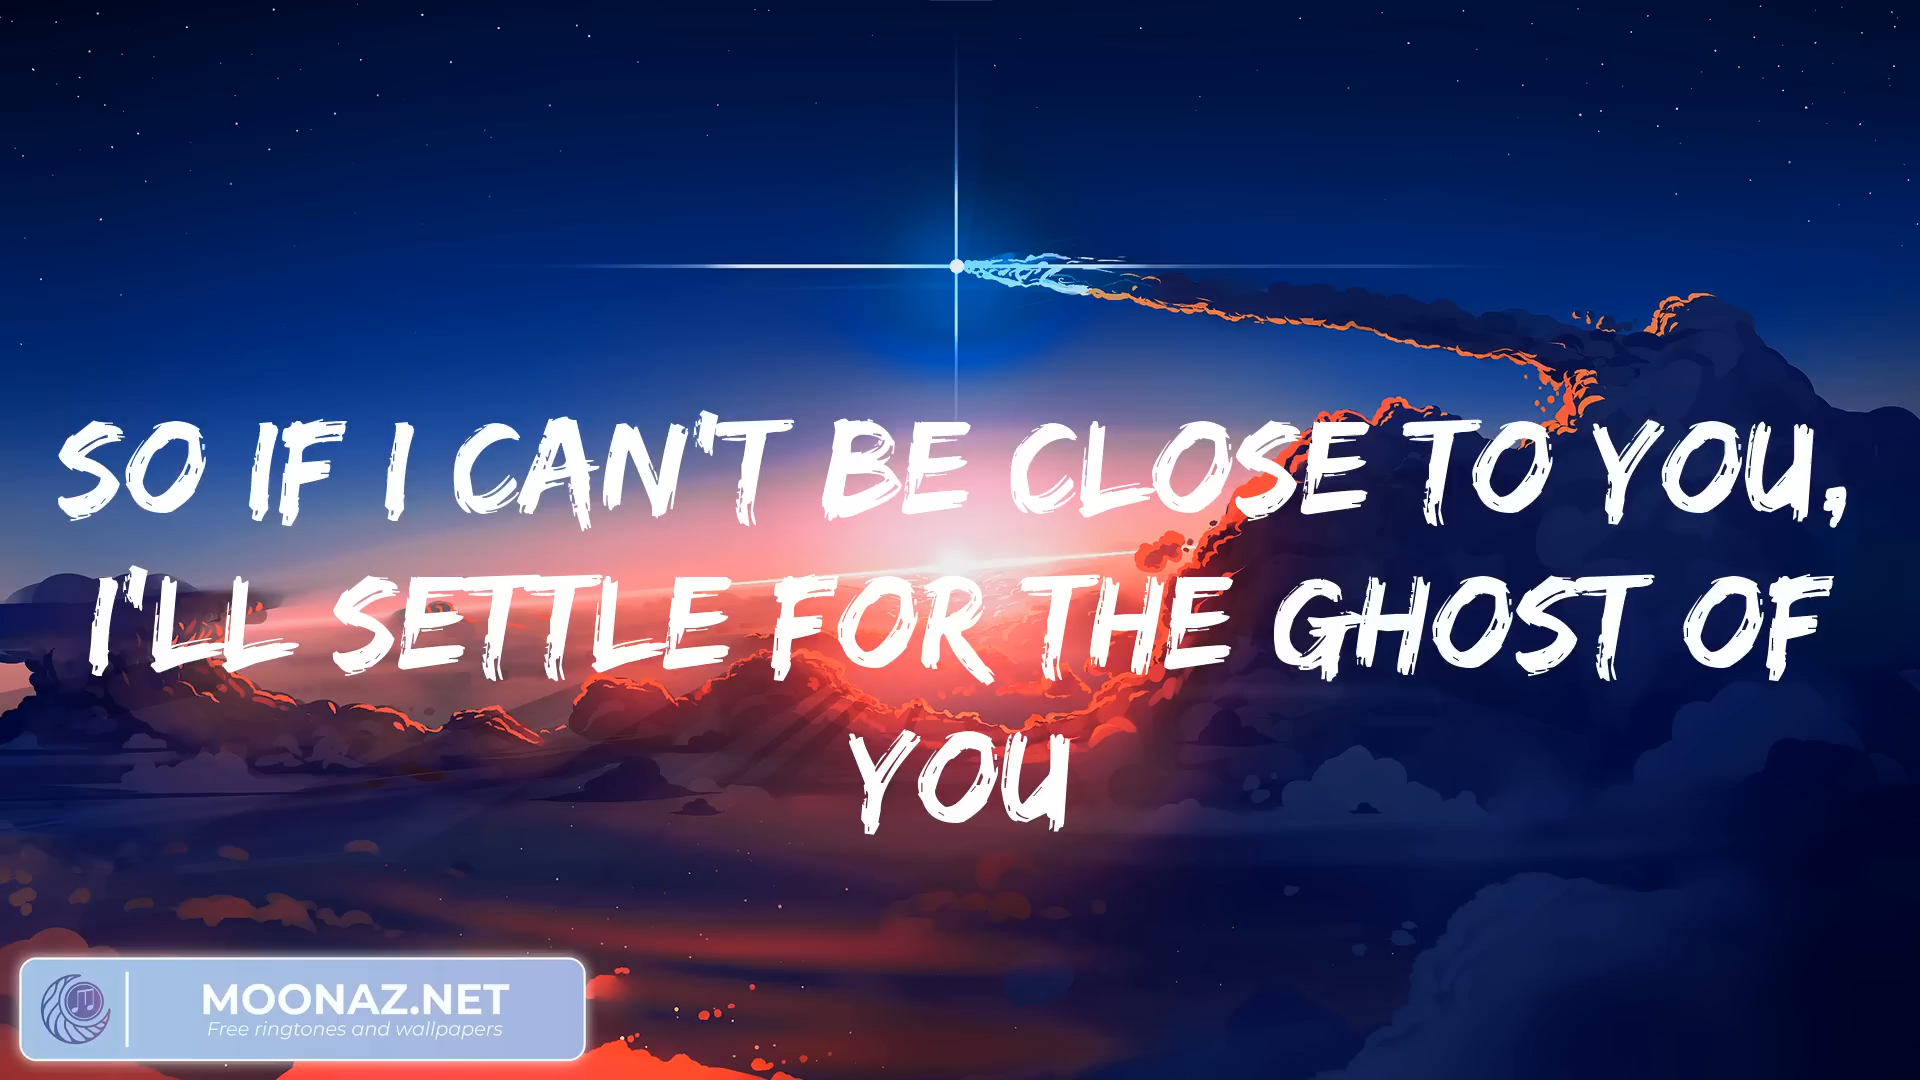 SO IF I CAN'T BE CLOSE TO YOU,
I'LL SETTLE FOR THE GHOST OF
YOU
MOONAZ.NET
Free ringtones and wallpapers